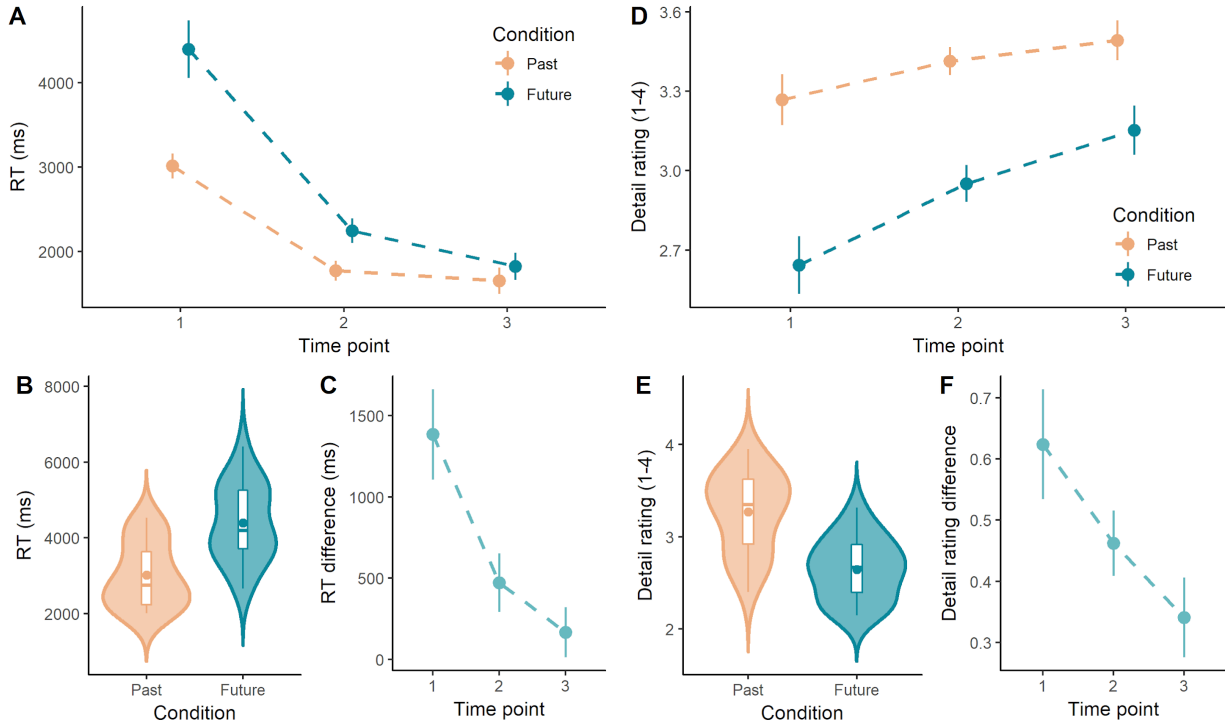 A
RT (ms)
4000
3000
2000
1
2
3
Time point
Condition
Past
Future
D
Detail rating (1-4)
3.6
3.3
3.0
2.7
1
2
3
Time point
Condition
Past
Future
B
RT (ms)
8000
6000
4000
2000
Past
Future
Condition
C
RT difference (ms)
1500
1000
500
0
1
2
3
Time point
E
Detail rating (1-4)
4
3
2
Past
Future
Condition
F
Detail rating difference
0.7
0.6
0.5
0.4
0.3
1
2
3
Time point